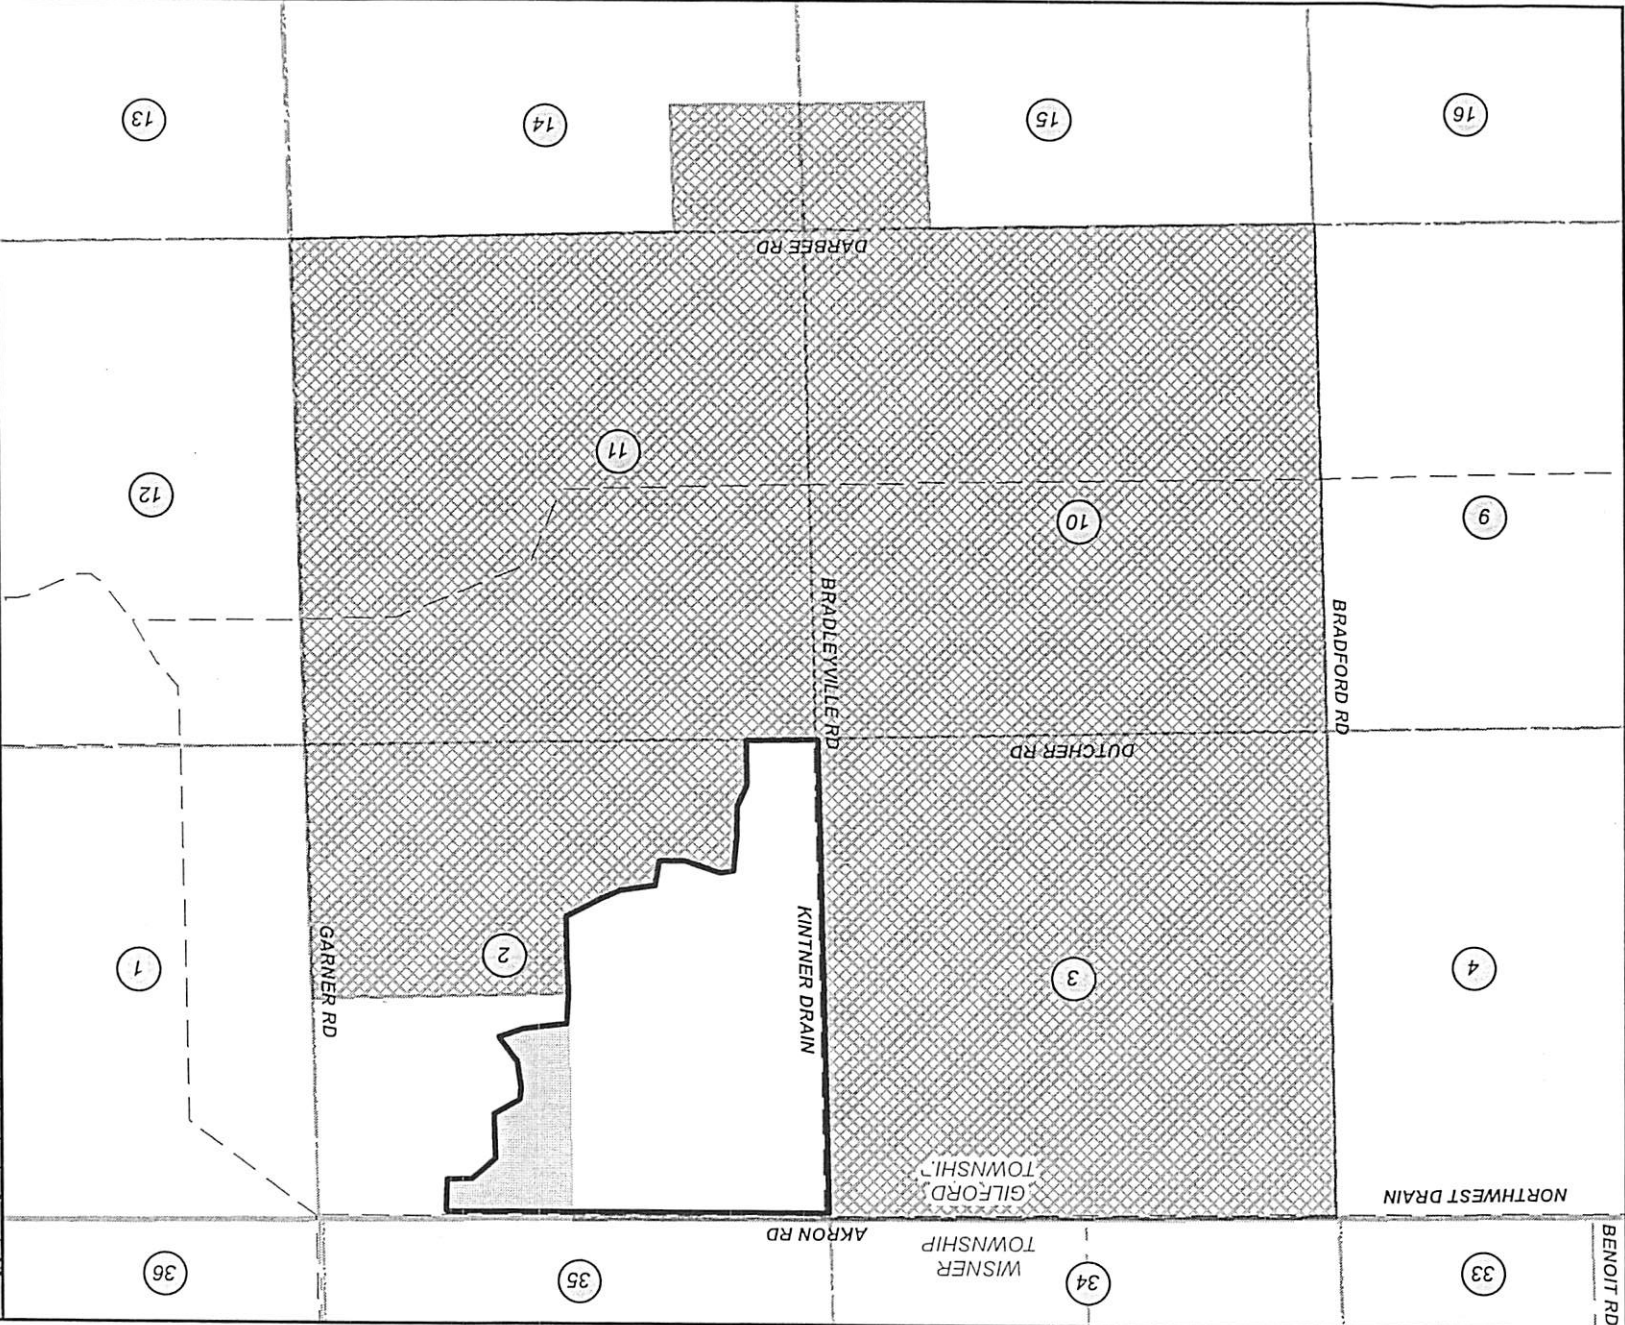 BENOIT RD
33
34
35
36
WISNER
TOWNSHIP
AKRON RD
NORTHWEST DRAIN
GILFORD
TOWNSHI
4
3
2
1
KINTNER DRAIN
GARNER RD
DUTCHER RD
BRADFORD RD
BRADLEYVILLE RD
9
10
11
12
DARBEE RD
16
15
14
13